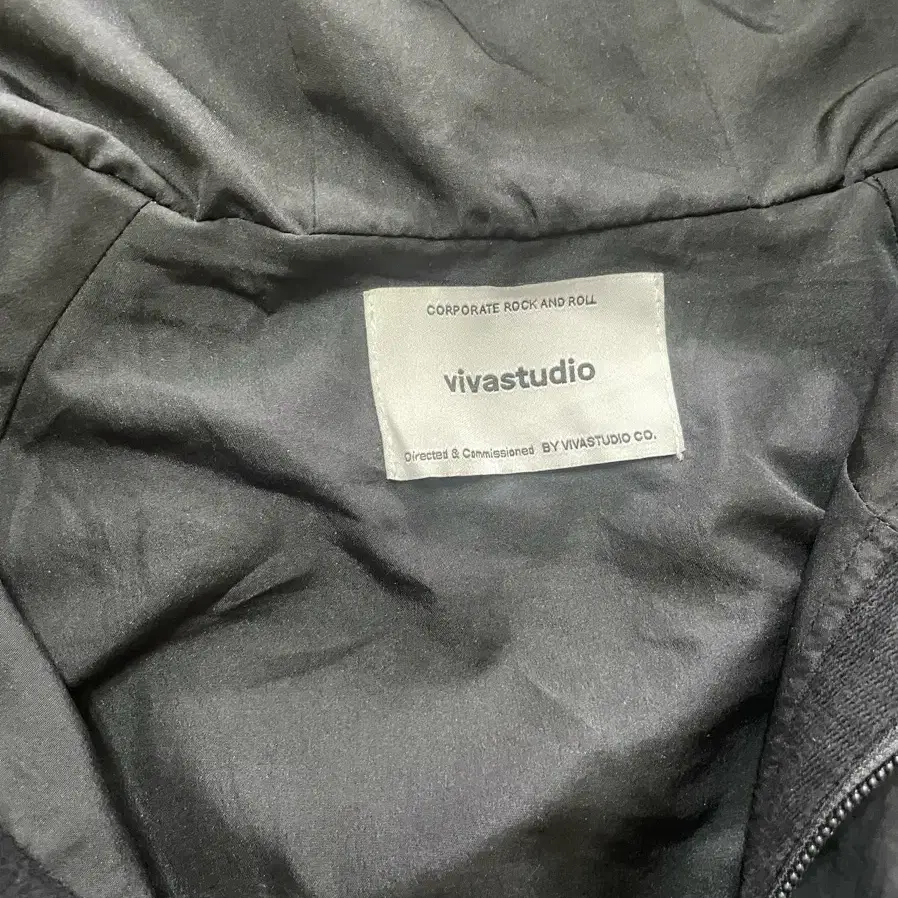 CORPORATE ROCK AND ROLL
vivastudio
Directed & Commissioned BY VIVASTUDIO CO.